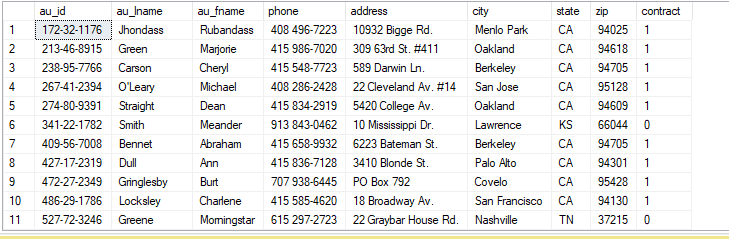 au_id au_lname au_fname phone address city state zip contract
1 172-32-1176 Jhondass Rubandass 408 496-7223 10932 Bigge Rd. Menlo Park CA 94025 1
2 213-46-8915 Green Marjorie 415 986-7020 309 63rd St. #411 Oakland CA 94618 1
3 238-95-7766 Carson Cheryl 415 548-7723 589 Darwin Ln. Berkeley CA 94705 1
4 267-41-2394 O'Leary Michael 408 286-2428 22 Cleveland Av. #14 San Jose CA 95128 1
5 274-80-9391 Straight Dean 415 834-2919 5420 College Av. Oakland CA 94609 1
6 341-22-1782 Smith Meander 913 843-0462 10 Mississippi Dr. Lawrence KS 66044 0
7 409-56-7008 Bennet Abraham 415 658-9932 6223 Bateman St. Berkeley CA 94705 1
8 427-17-2319 Dull Ann 415 836-7128 3410 Blonde St. Palo Alto CA 94301 1
9 472-27-2349 Gringlesby Burt 707 938-6445 PO Box 792 Covelo CA 95428 1
10 486-29-1786 Locksley Charlene 415 585-4620 18 Broadway Av. San Francisco CA 94130 1
11 527-72-3246 Greene Morningstar 615 297-2723 22 Graybar House Rd. Nashville TN 37215 0